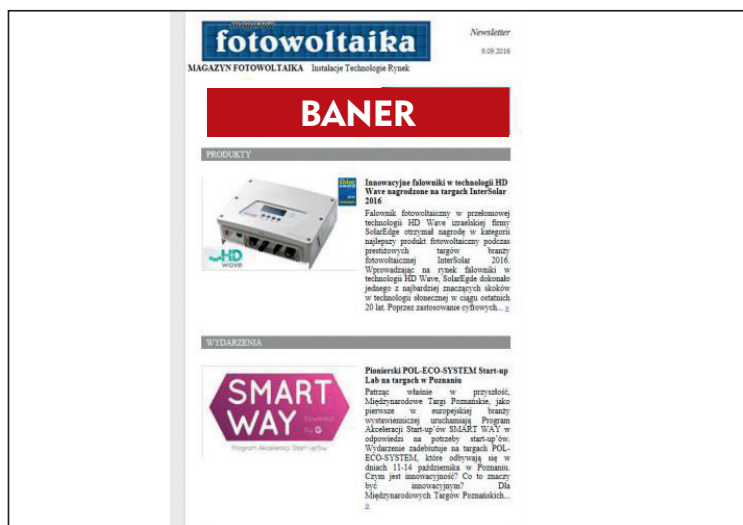 fotowoltaika
Newsletter
9.09.2016
MAGAZYN FOTOWOLTAIKA Instalacje Technologie Rynek
BANER
PRODUKTY
Innowacyjne falowniki w technologii HD
Wave nagrodzone na targach InterSolar
2016
Falownik fotowoltaiczny w przełomowej
technologii HD Wave izraelskiej firmy
SolarEdge otrzymał nagrodę w kategorii
najlepszy produkt fotowoltaiczny podczas
prestiżowych targów branży
fotowoltaicznej InterSolar 2016.
Wprowadzając na rynek falowniki w
technologii HD Wave, SolarEgde dokonało
jednego z najbardziej znaczących skoków
w technologii słonecznej w ciągu ostatnich
20 lat. Poprzez zastosowanie cyfrowych... »
HD
wave
WYDARZENIA
SMART
WAY Powered
by G
Program Akceleracji Start-up'ów
Pionierski POL-ECO-SYSTEM Start-up
Lab na targach w Poznaniu
Patrząc właśnie w przyszłość,
Międzynarodowe Targi Poznańskie, jako
pierwsze w europejskiej branży
wystawienniczej uruchamiają Program
Akceleracji Start-up'ów SMART WAY w
odpowiedzi na potrzeby start-up'ów.
Wydarzenie zadebiutuje na targach POL-
ECO-SYSTEM, które odbywają się w
dniach 11-14 października w Poznaniu.
Czym jest innowacyjność? Co to znaczy
być innowacyjnym? Dla
Międzynarodowych Targów Poznańskich...
»